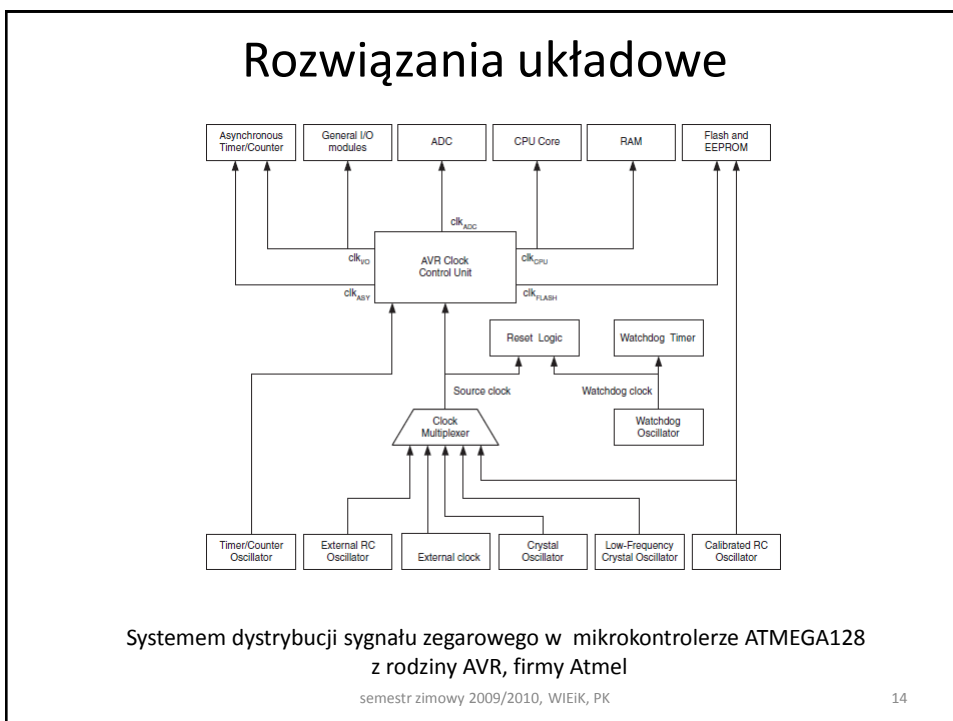 Rozwiązania układowe
Asynchronous
Timer/Counter
General I/O
modules
ADC
CPU Core
RAM
Flash and
EEPROM
clkADC
clkI/O
AVR Clock
Control Unit
clkCPU
clkASY
clkFLASH
Reset Logic
Watchdog Timer
Source clock
Watchdog clock
Clock
Multiplexer
Watchdog
Oscillator
Timer/Counter
Oscillator
External RC
Oscillator
External clock
Crystal
Oscillator
Low-Frequency
Crystal Oscillator
Calibrated RC
Oscillator
Systemem dystrybucji sygnału zegarowego w mikrokontrolerze ATMEGA128
z rodziny AVR, firmy Atmel
semestr zimowy 2009/2010, WIEiK, PK
14